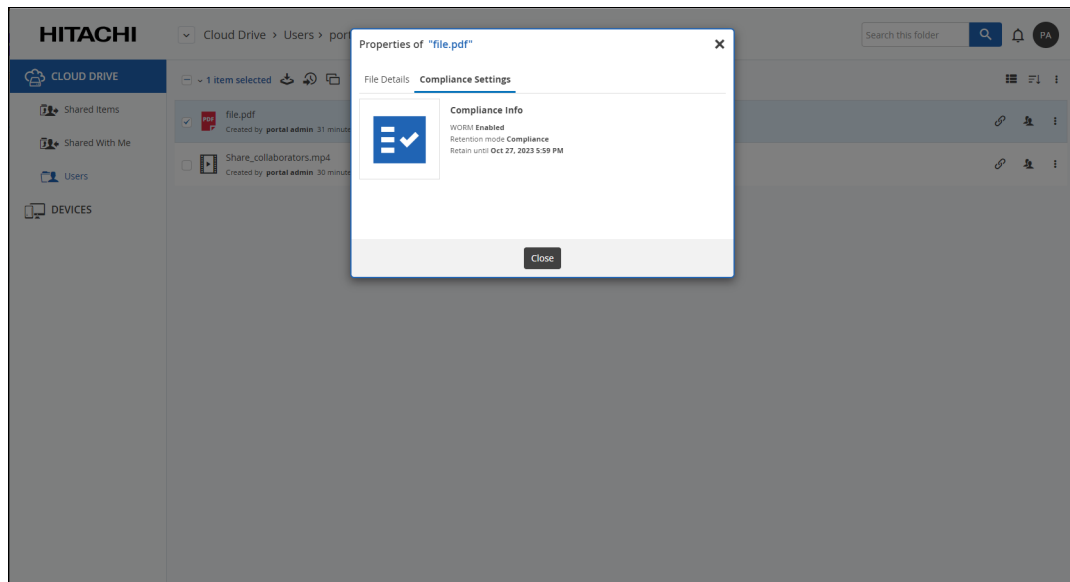 HITACHI
Cloud Drive > Users > port
Search this folder
PA
CLOUD DRIVE
Shared Items
Shared With Me
Users
DEVICES
- 1 item selected
PDF
file.pdf
Created by portal admin 31 minute
Share_collaborators.mp4
Created by portal admin 30 minute
Properties of "file.pdf"
File Details Compliance Settings
Compliance Info
WORM Enabled
Retention mode Compliance
Retain until Oct 27, 2023 5:59 PM
Close